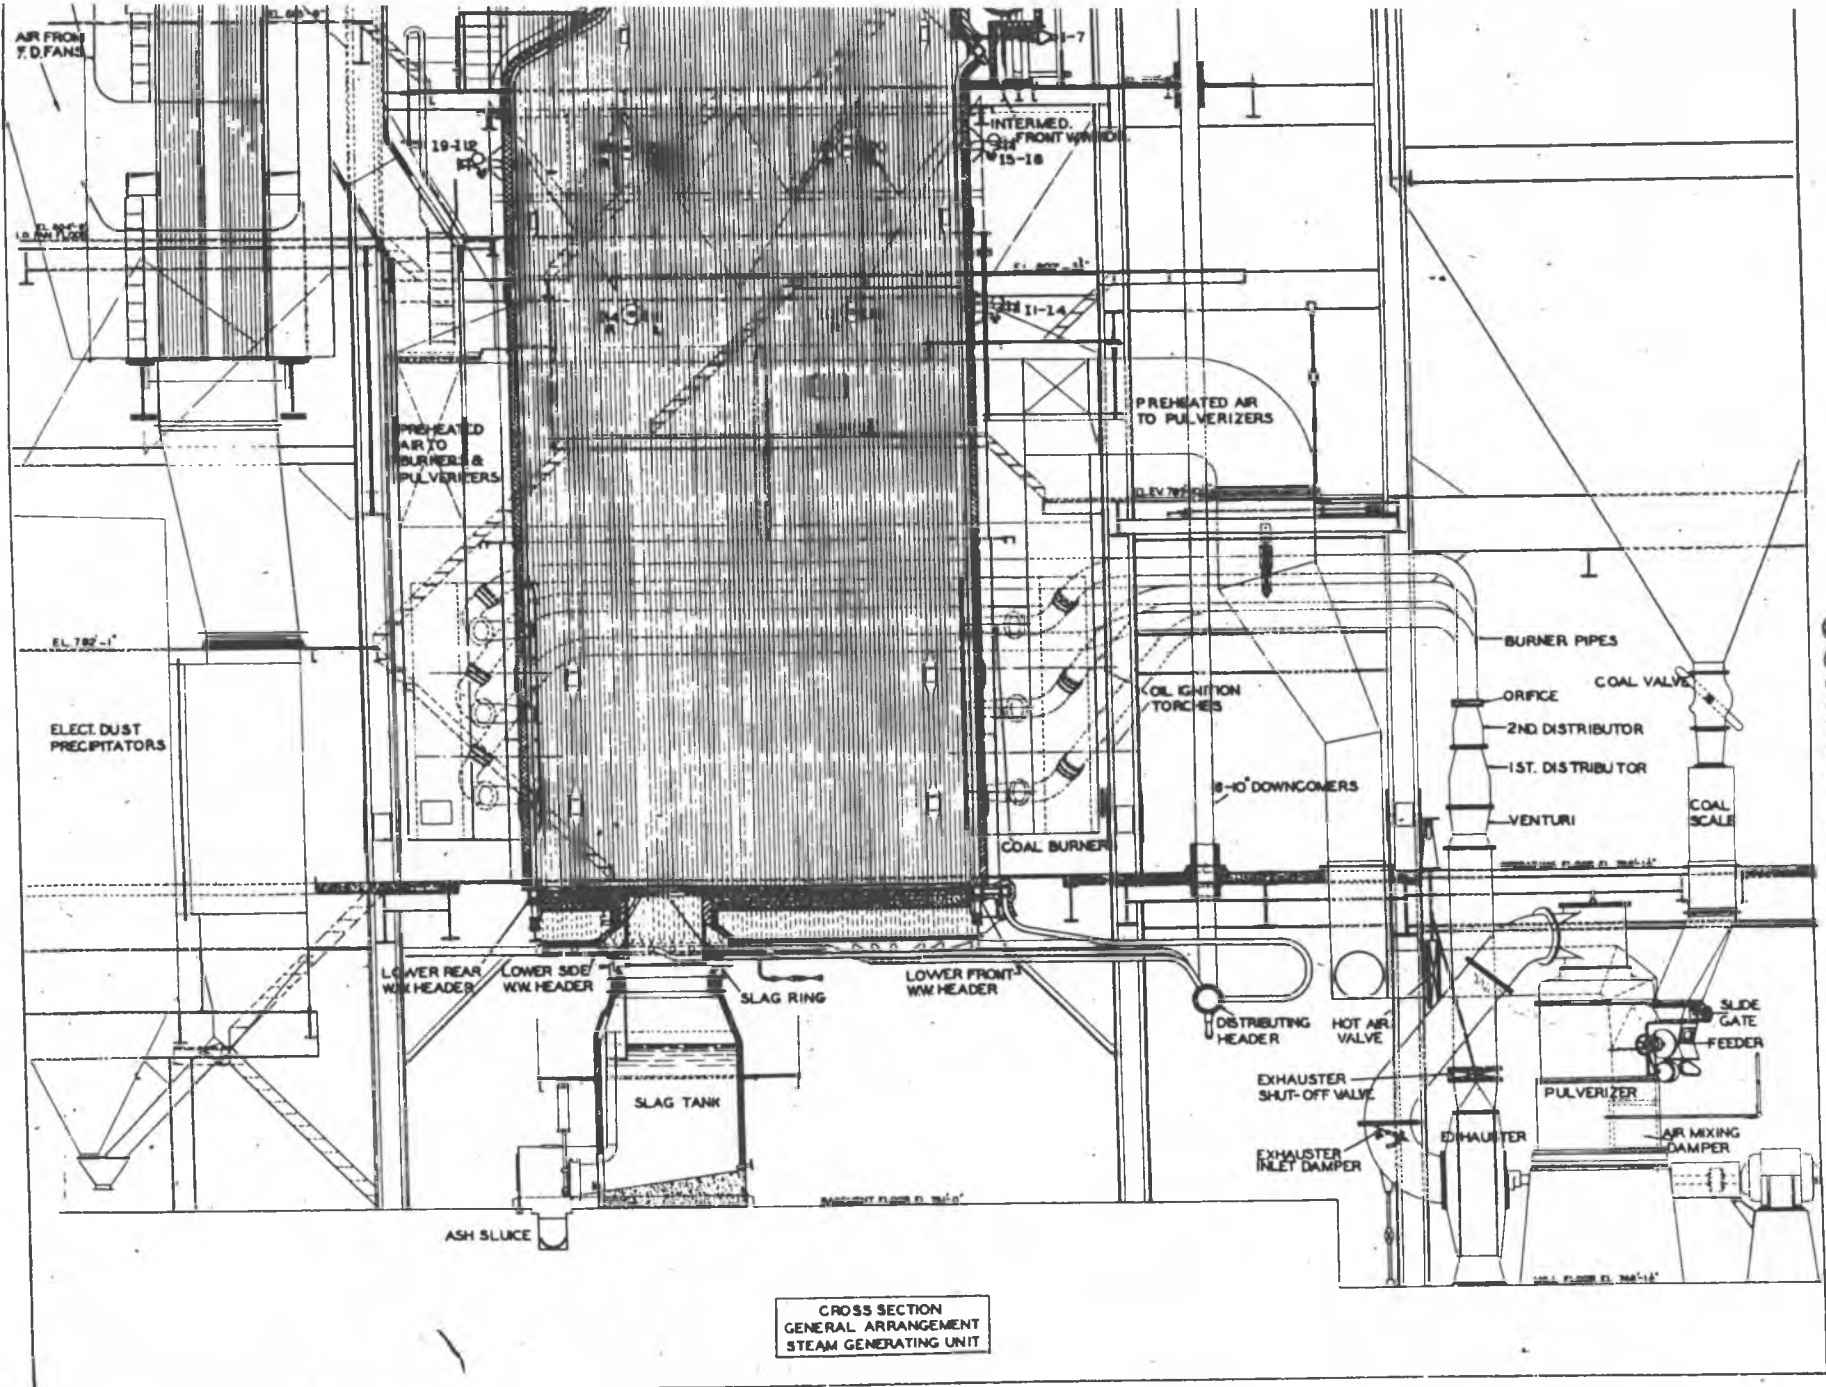 AIR FROM
F.D. FANS
1-7
INTERMED.
15-18
19-112
11-14
PREHEATED
AIR TO
BURNERS &
PULVERIZERS
PREHEATED AIR
TO PULVERIZERS
EL. 782'-1"
ELECT. DUST
PRECIPITATORS
BURNER PIPES
COAL VALVE
OIL IGNITION
TORCHES
ORIFICE
2ND. DISTRIBUTOR
1ST. DISTRIBUTOR
8-10" DOWNCOMERS
COAL
SCALE
VENTURI
COAL BURNER
LOWER REAR
W.W. HEADER
LOWER SIDE
W.W. HEADER
SLAG RING
LOWER FRONT
W.W. HEADER
DISTRIBUTING
HEADER
HOT AIR
VALVE
SLIDE
GATE
FEEDER
EXHAUSTER
SHUT-OFF VALVE
PULVERIZER
SLAG TANK
EXHAUSTER
AIR MIXING
DAMPER
EXHAUSTER
INLET DAMPER
ASH SLUICE
CROSS SECTION
GENERAL ARRANGEMENT
STEAM GENERATING UNIT